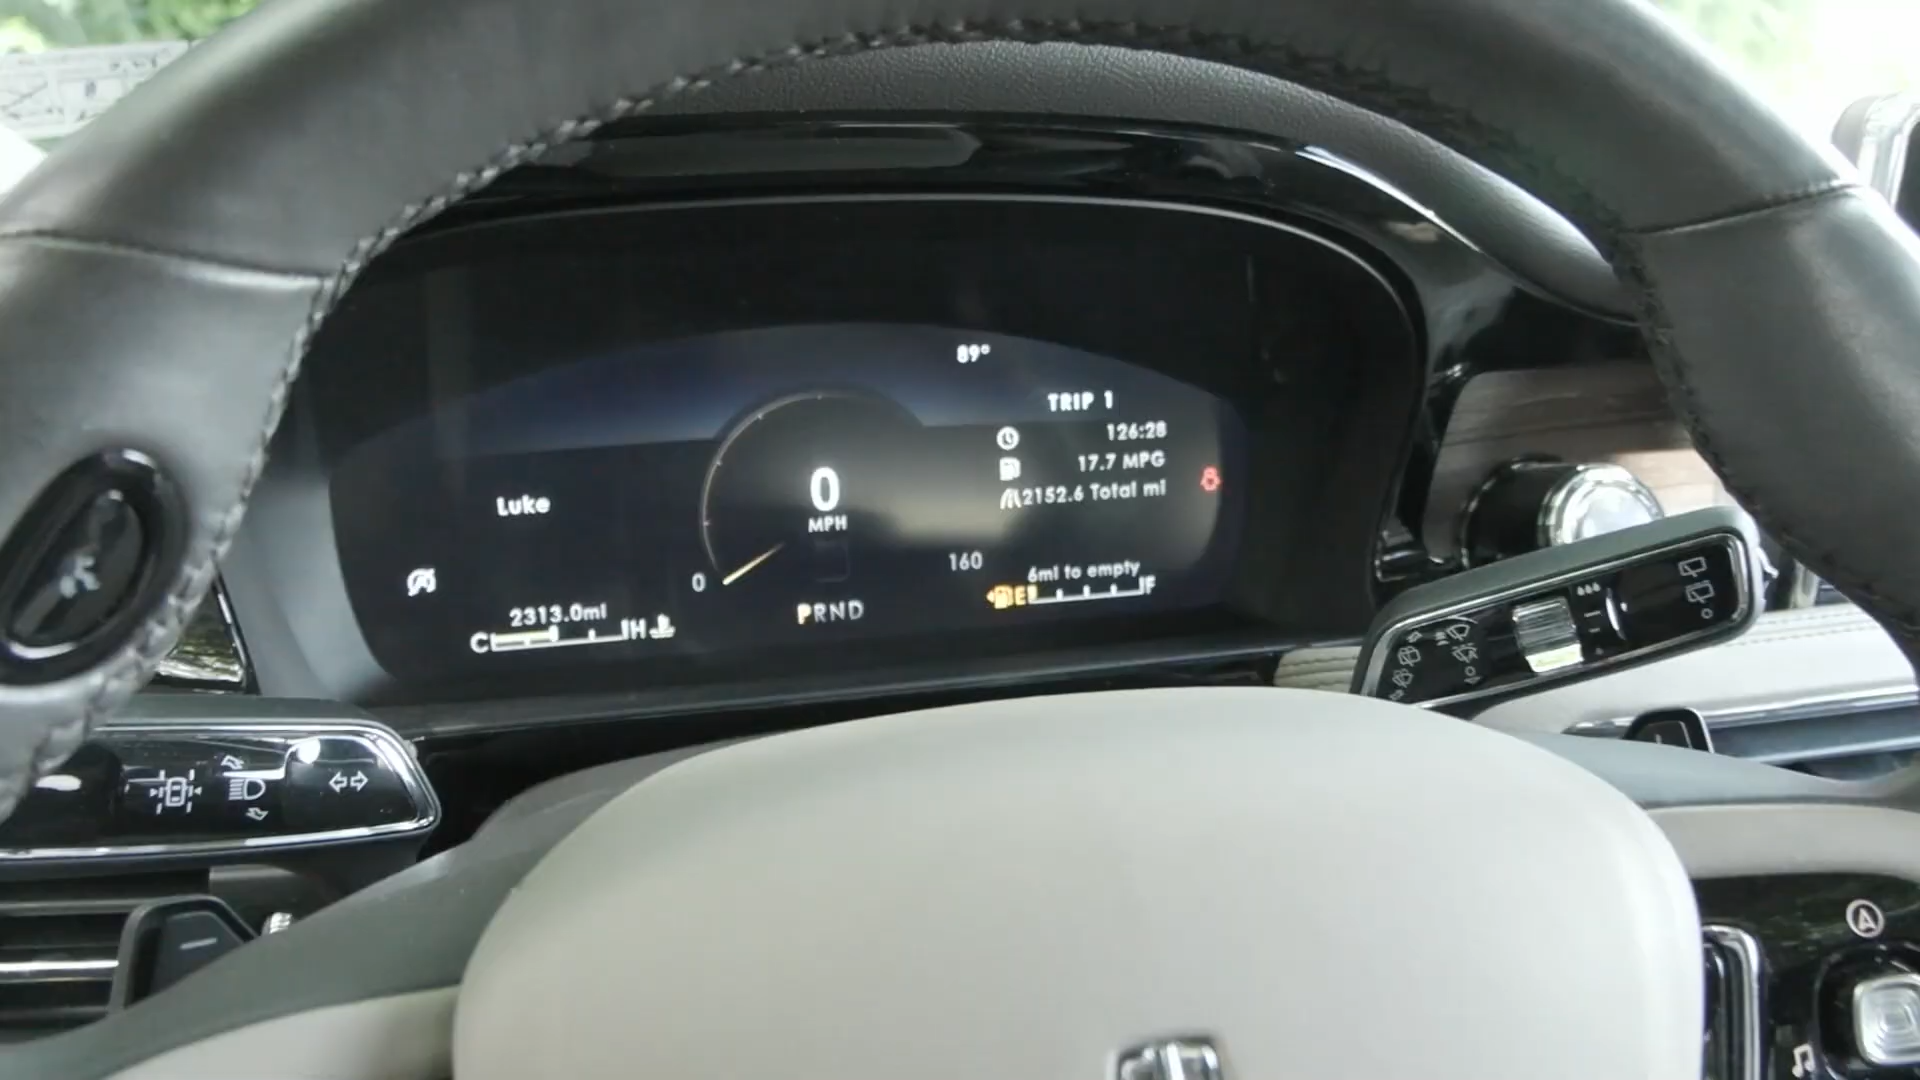 89°
TRIP 1
126:28
17.7 MPG
2152.6 Total mi
Luke
0
MPH
0
160
6mi to empty
E F
2313.0mi
C H
PRND
A